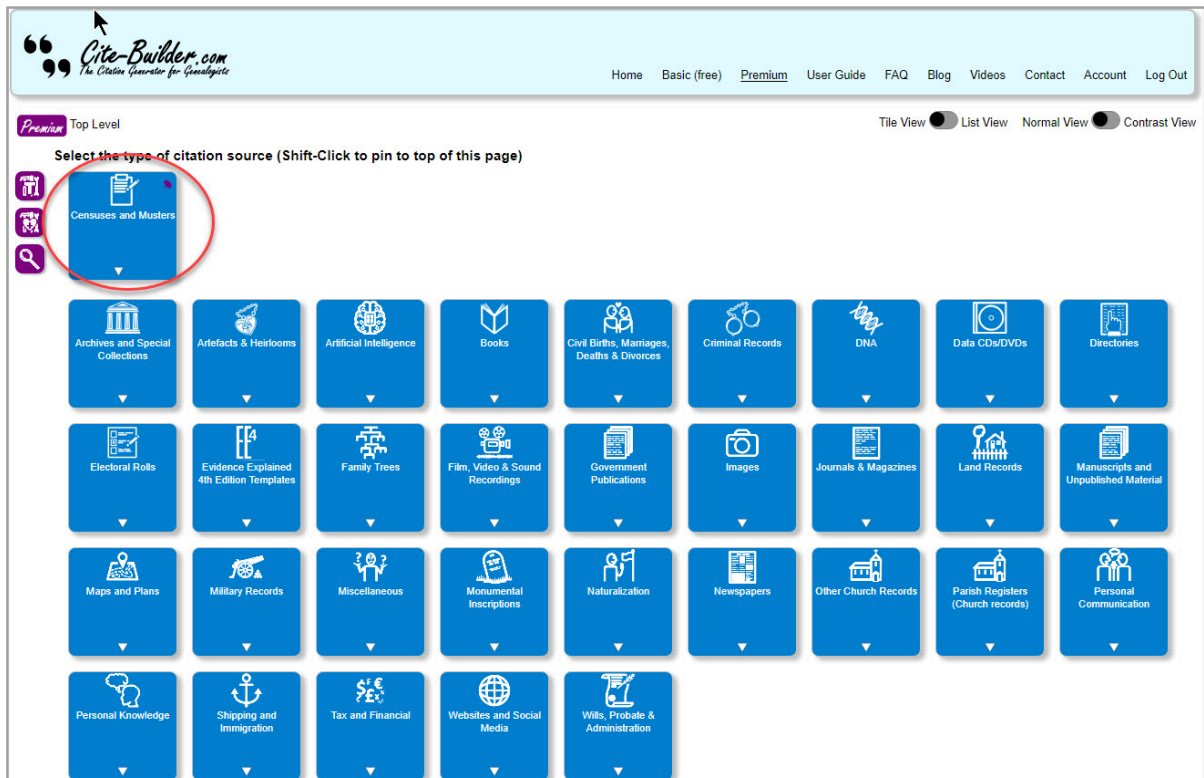 Cite-Builder.com
The Citation Generator for Genealogists
Home Basic (free) Premium User Guide FAQ Blog Videos Contact Account Log Out
Premium Top Level
Tile View List View Normal View Contrast View
Select the type of citation source (Shift-Click to pin to top of this page)
Censuses and Musters
Archives and Special
Collections
Artefacts & Heirlooms
Artificial Intelligence
Books
Civil Births, Marriages,
Deaths & Divorces
Criminal Records
DNA
Data CDs/DVDs
Directories
Electoral Rolls
EE4
Evidence Explained
4th Edition Templates
Family Trees
Film, Video & Sound
Recordings
Government
Publications
Images
Journals & Magazines
Land Records
Manuscripts and
Unpublished Material
Maps and Plans
Military Records
Miscellaneous
Monumental
Inscriptions
Naturalization
Newspapers
Other Church Records
Parish Registers
(Church records)
Personal
Communication
Personal Knowledge
Shipping and
Immigration
Tax and Financial
Websites and Social
Media
Wills, Probate &
Administration